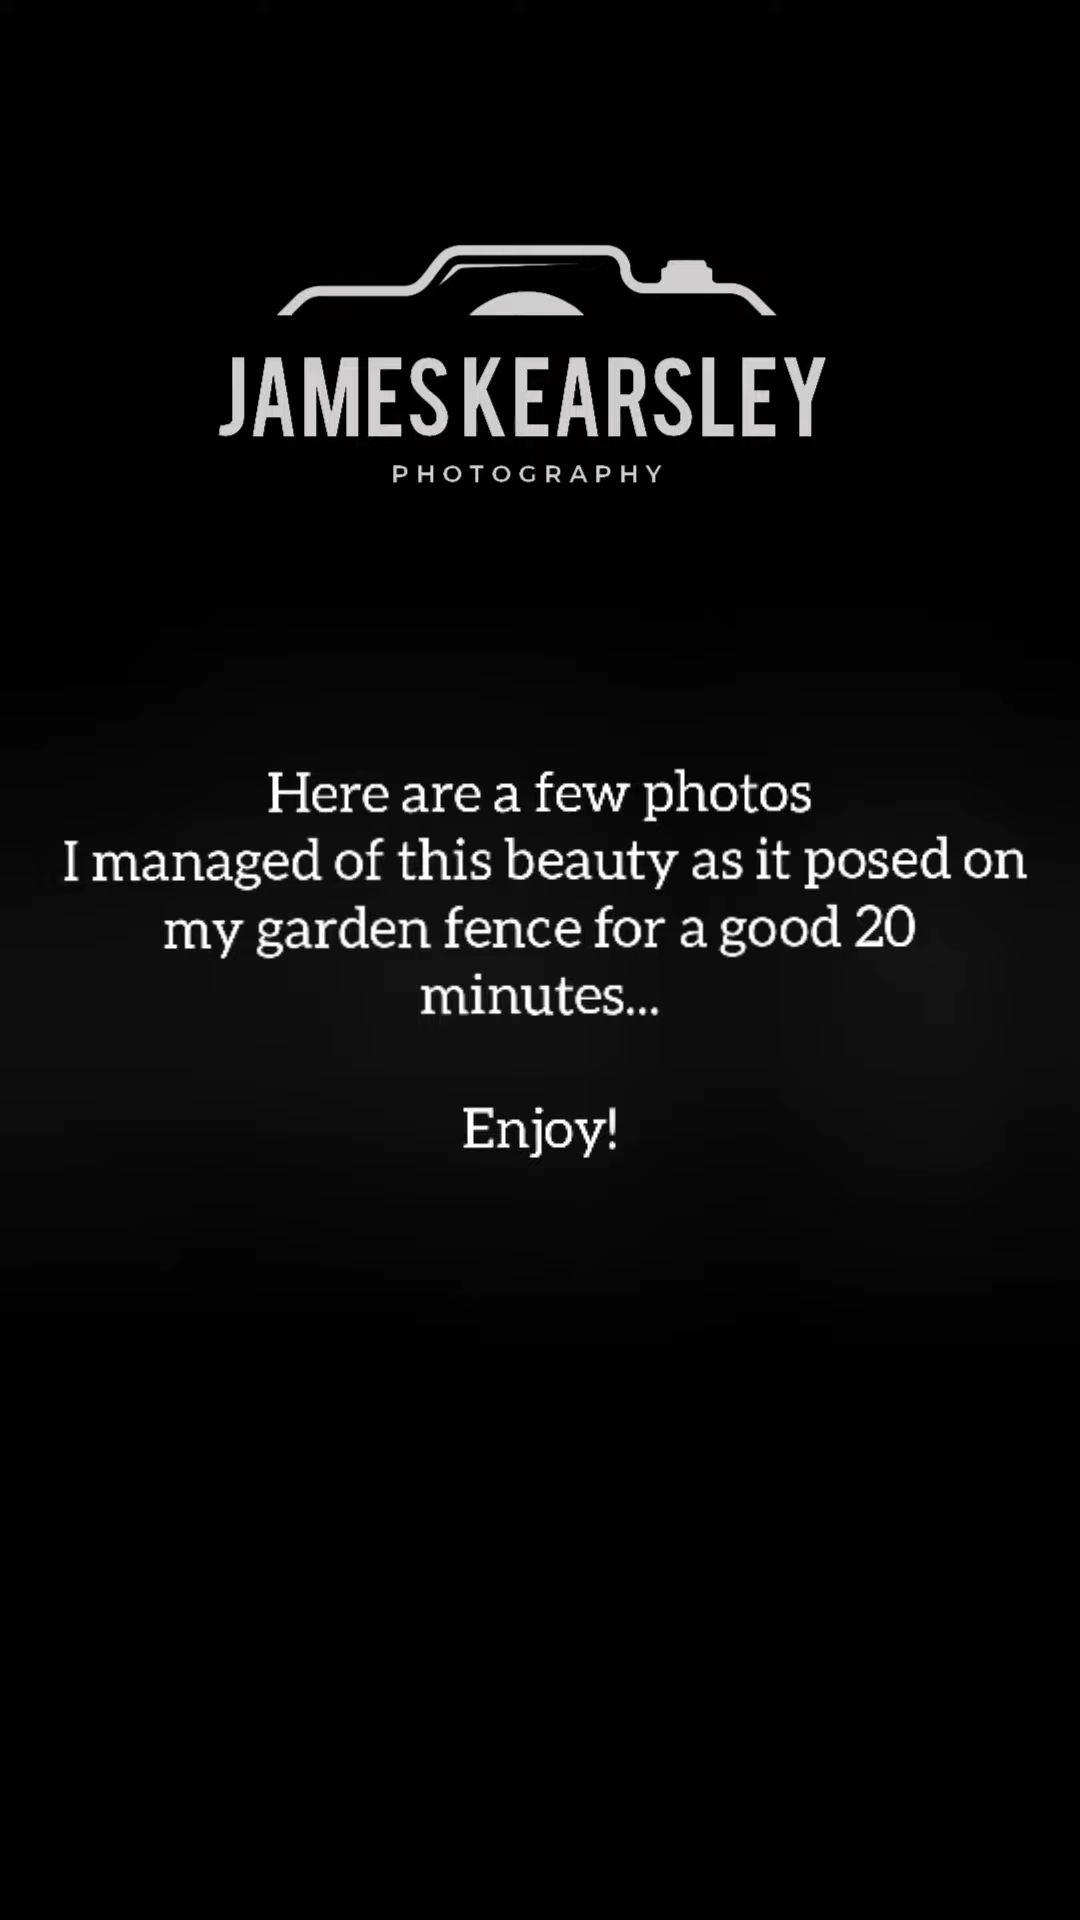 JAMES KEARSLEY
PHOTOGRAPHY
Here are a few photos
I managed of this beauty as it posed on
my garden fence for a good 20
minutes...
Enjoy!